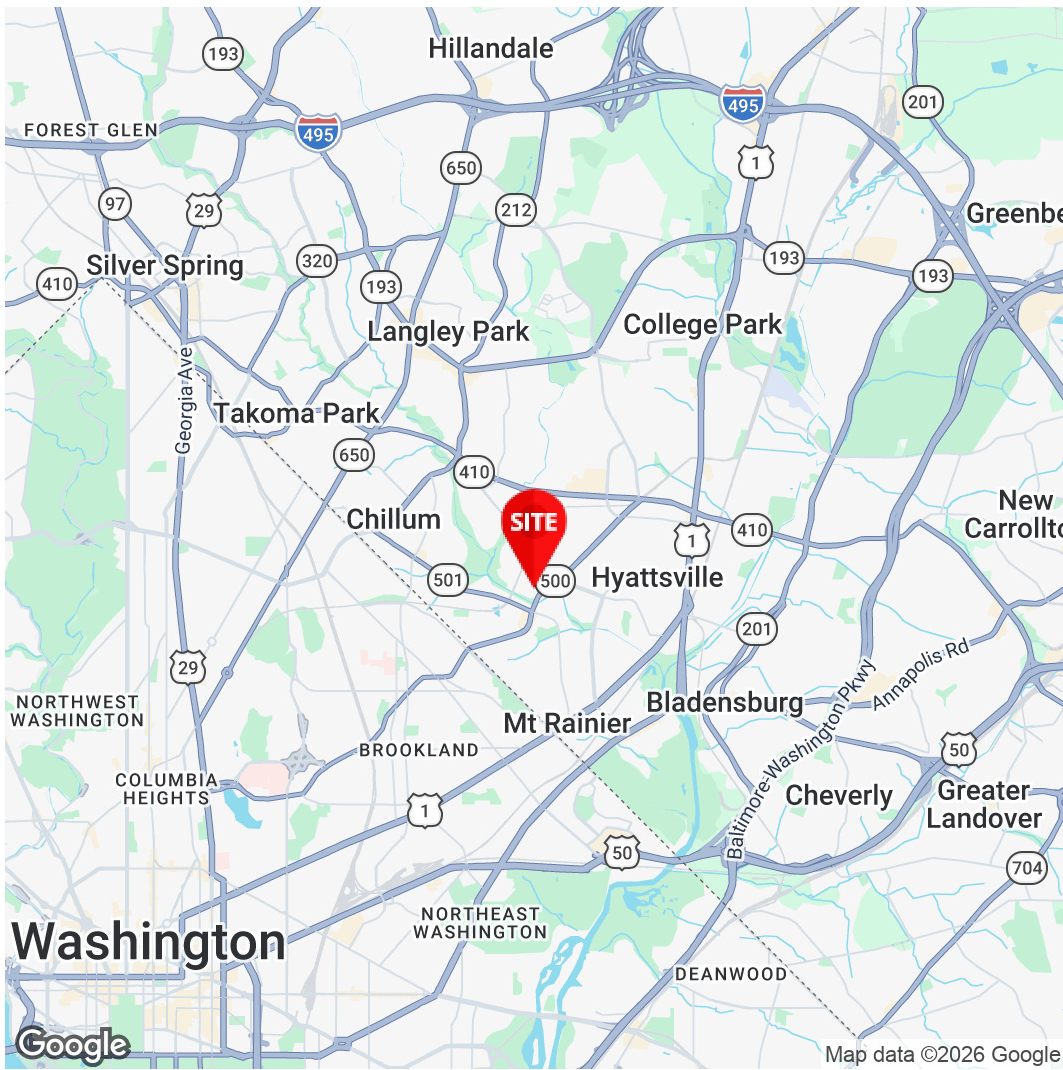 Hillandale
193
495
201
FOREST GLEN
495
650
1
97
29
212
Greenbe
320
193
Silver Spring
410
193
193
Langley Park
College Park
Georgia Ave
Takoma Park
650
410
New
Carrollto
Chillum
SITE
1
410
501
500
Hyattsville
201
29
Annapolis Rd
NORTHWEST
WASHINGTON
Bladensburg
Mt Rainier
BROOKLAND
50
Baltimore-Washington Pkwy
COLUMBIA
HEIGHTS
Cheverly
Greater
Landover
1
50
704
NORTHEAST
WASHINGTON
Washington
DEANWOOD
Google
Map data ©2026 Google